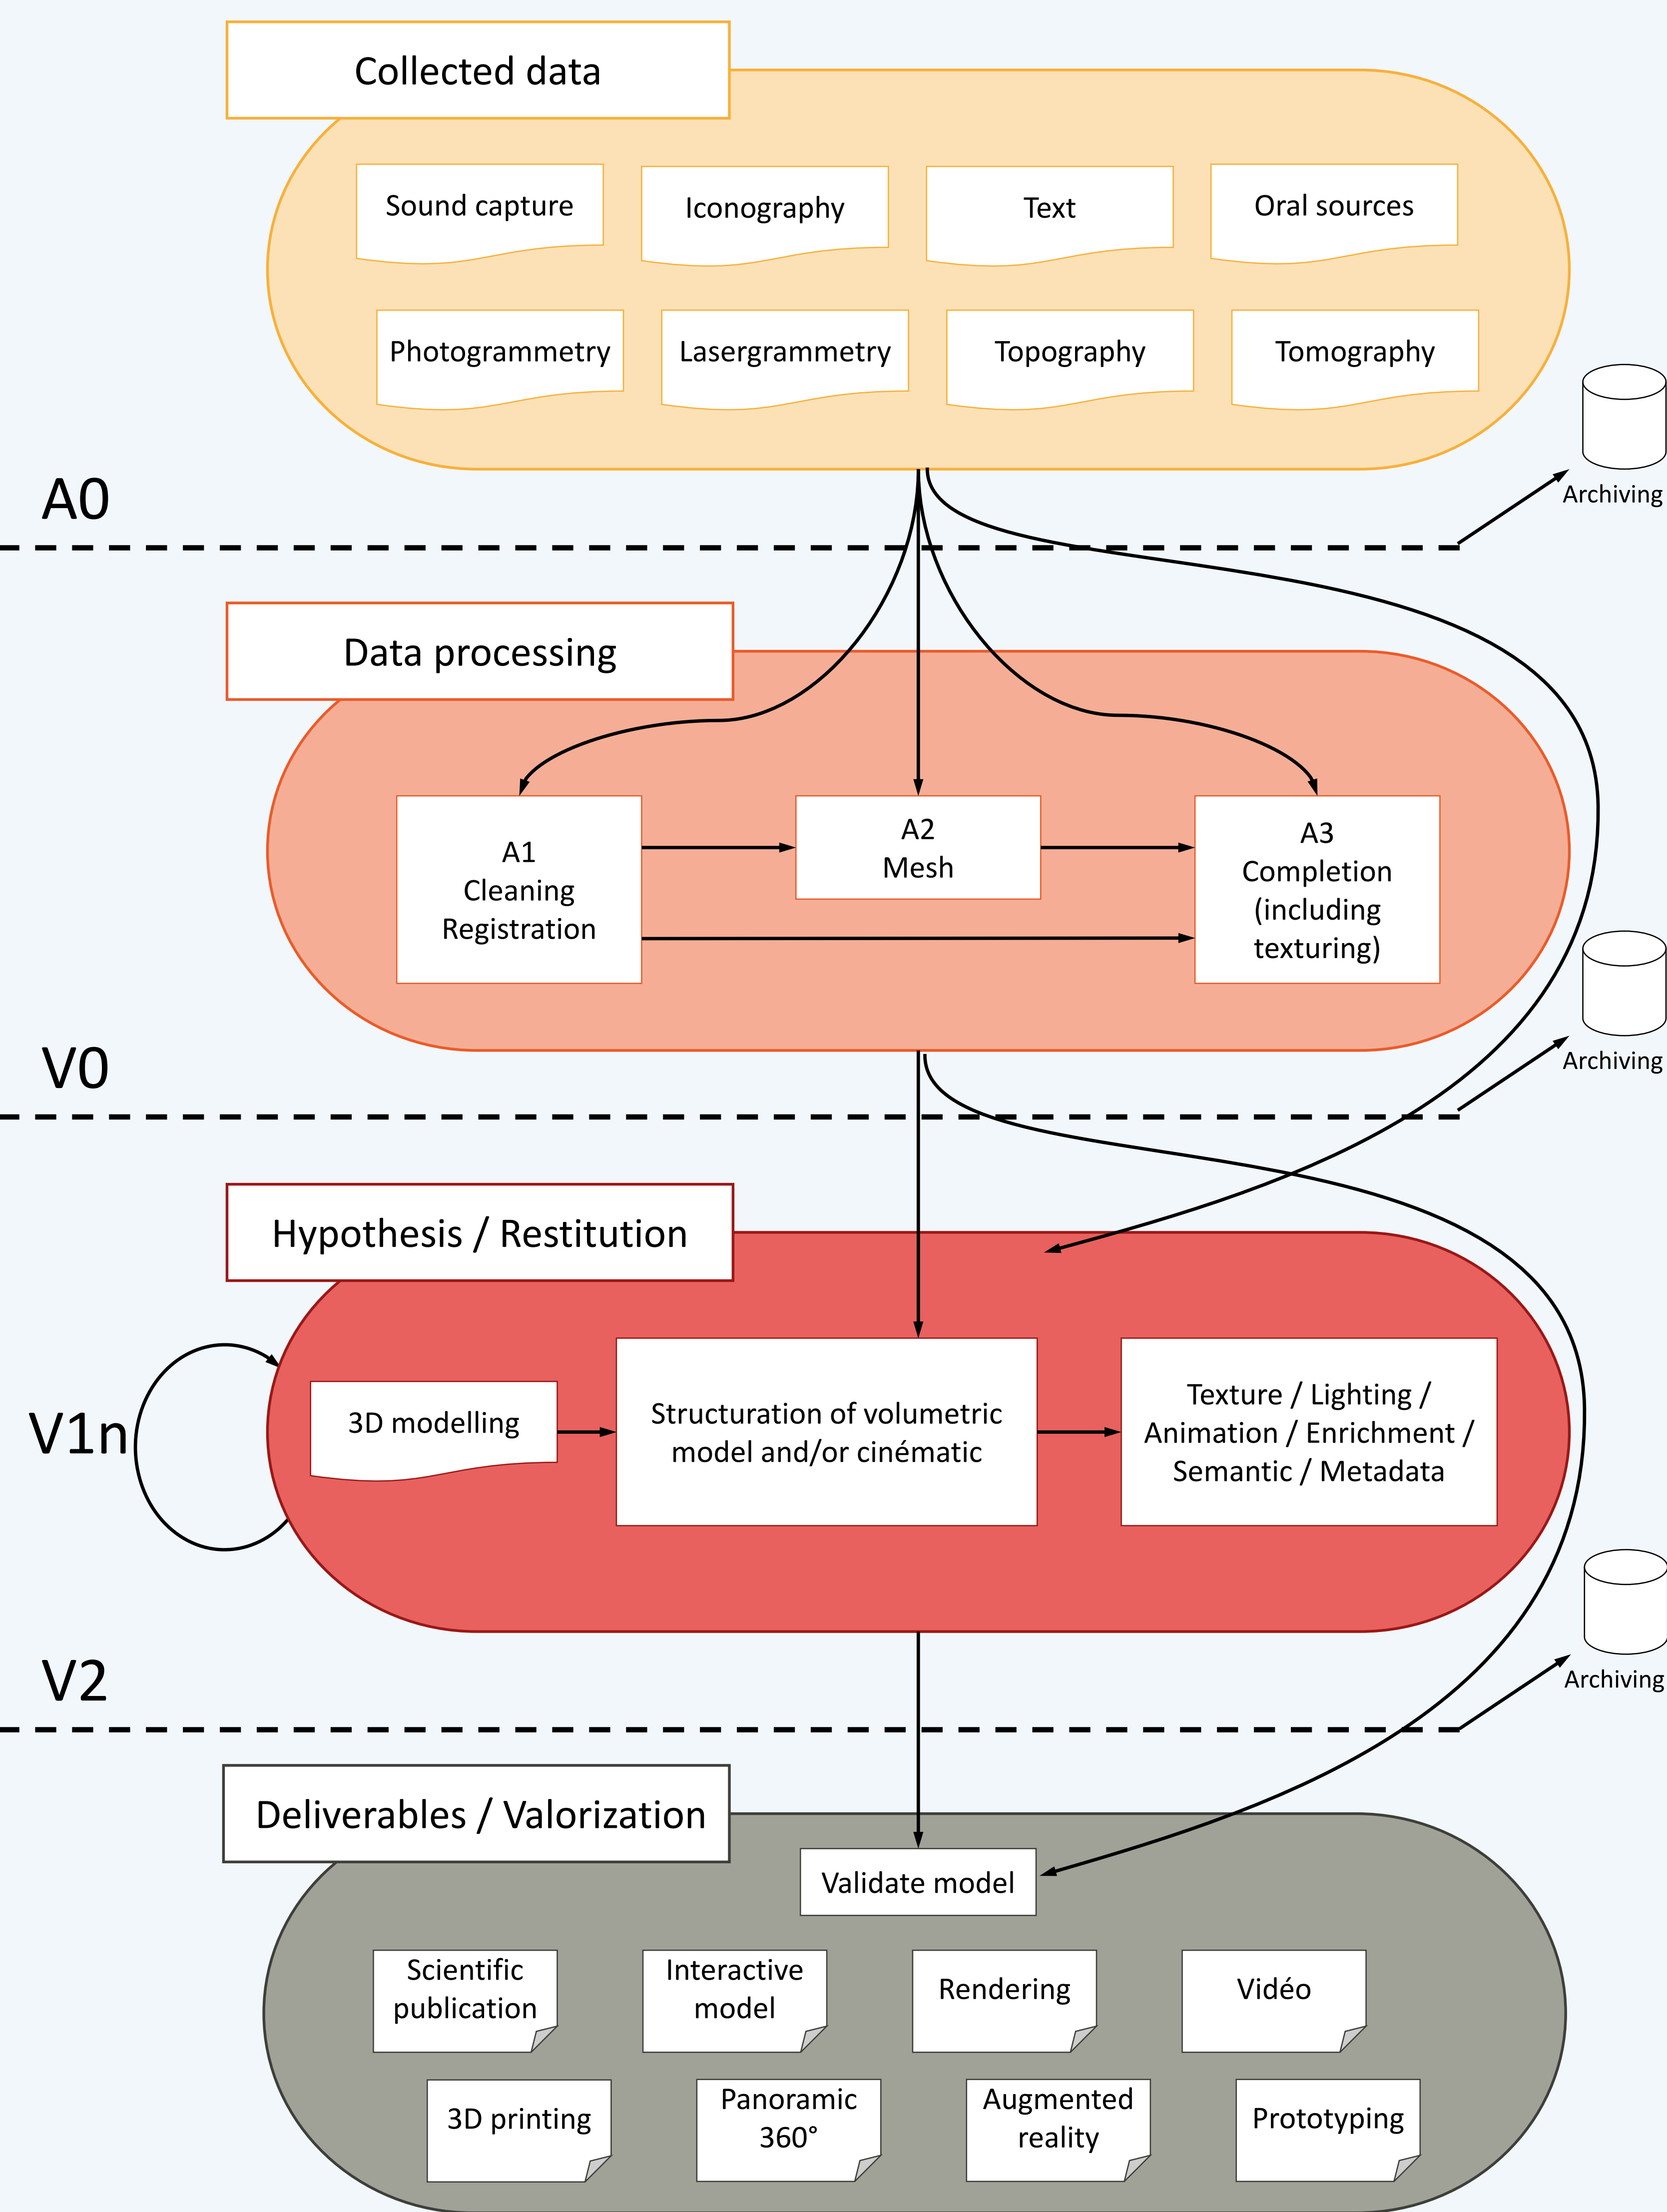 Collected data
Sound capture
Iconography
Text
Oral sources
Photogrammetry
Lasergrammetry
Topography
Tomography
Archiving
A0
Data processing
A1
Cleaning
Registration
A2
Mesh
A3
Completion
(including
texturing)
Archiving
V0
Hypothesis / Restitution
V1n
3D modelling
Structuration of volumetric
model and/or cinématic
Texture / Lighting /
Animation / Enrichment /
Semantic / Metadata
Archiving
V2
Deliverables / Valorization
Validate model
Scientific
publication
Interactive
model
Rendering
Vidéo
3D printing
Panoramic
360°
Augmented
reality
Prototyping